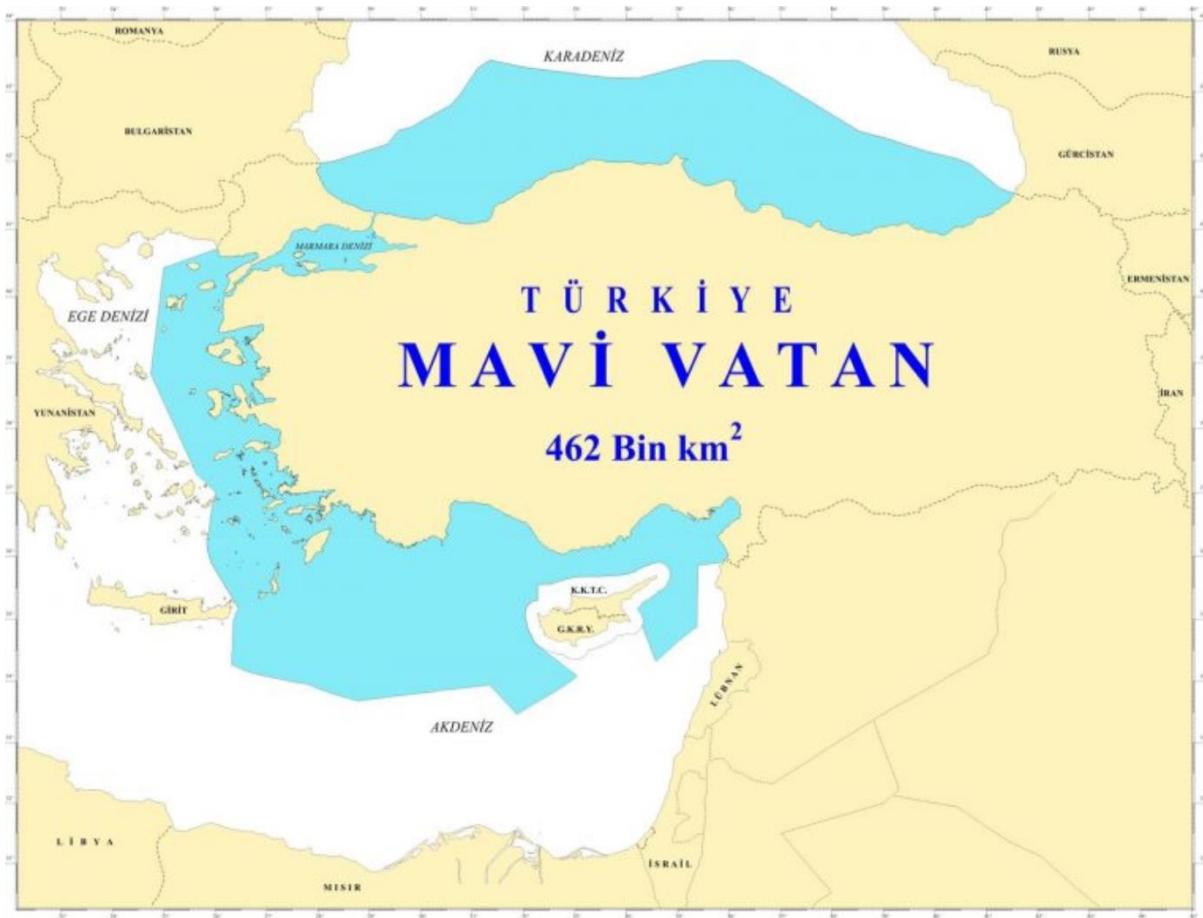 ROMANYA
KARADENİZ
RUSYA
BULGARİSTAN
GÜRCİSTAN
MARMARA DENİZİ
ERMENİSTAN
EGE DENİZİ
TÜRKİYE
MAVİ VATAN
462 Bin km²
İRAN
YUNANİSTAN
K.K.T.C.
GİRİT
G.K.R.Y.
LÜBNAN
AKDENİZ
LİBYA
İSRAİL
MISIR